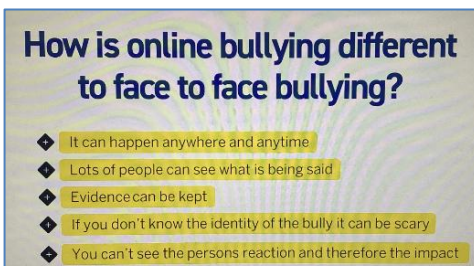 How is online bullying different
to face to face bullying?
It can happen anywhere and anytime
Lots of people can see what is being said
Evidence can be kept
If you don't know the identity of the bully it can be scary
You can't see the persons reaction and therefore the impact